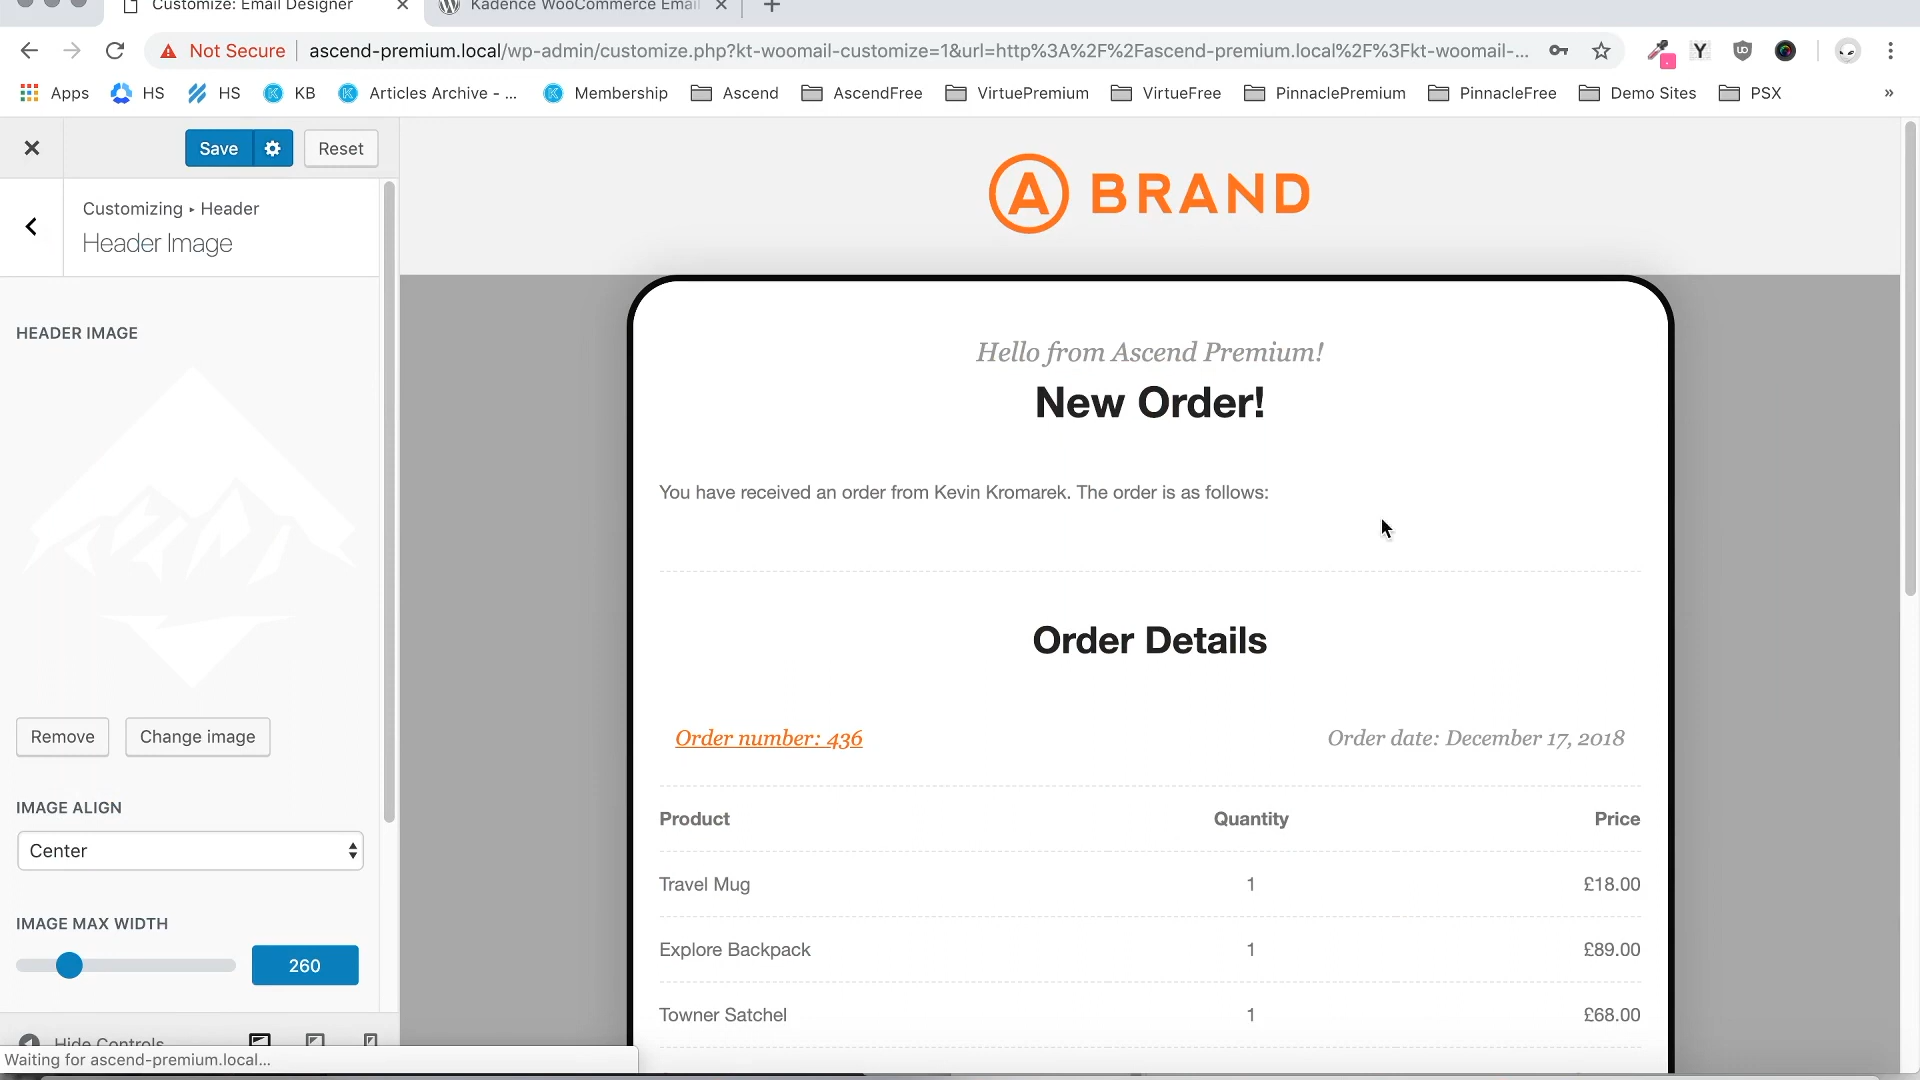 Customize: Email Designer
Kadence WooCommerce Email
Not Secure
ascend-premium.local/wp-admin/customize.php?kt-woomail-customize=1&url=http%3A%2F%2Fascend-premium.local%2F%3Fkt-woomail-...
Apps HS HS KB Articles Archive - ... Membership Ascend AscendFree VirtuePremium VirtueFree PinnaclePremium PinnacleFree Demo Sites PSX »
Save Reset
Customizing ▸ Header
Header Image
HEADER IMAGE
Remove Change image
IMAGE ALIGN
Center
IMAGE MAX WIDTH
260
Hide Controls
Waiting for ascend-premium.local...
A BRAND
Hello from Ascend Premium!
New Order!
You have received an order from Kevin Kromarek. The order is as follows:
Order Details
Order number: 436 Order date: December 17, 2018
Product Quantity Price
Travel Mug 1 £18.00
Explore Backpack 1 £89.00
Towner Satchel 1 £68.00